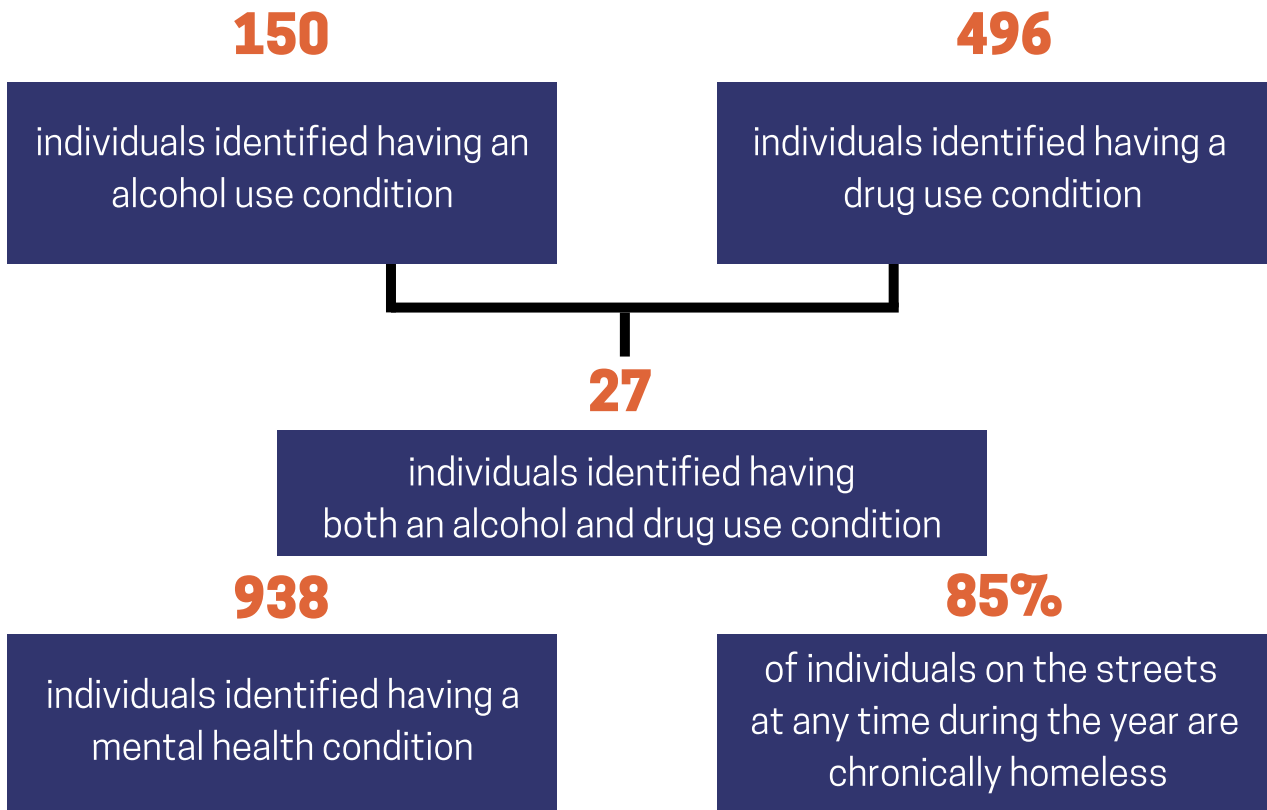 150
individuals identified having an
alcohol use condition
496
individuals identified having a
drug use condition
27
individuals identified having
both an alcohol and drug use condition
938
individuals identified having a
mental health condition
85%
of individuals on the streets
at any time during the year are
chronically homeless